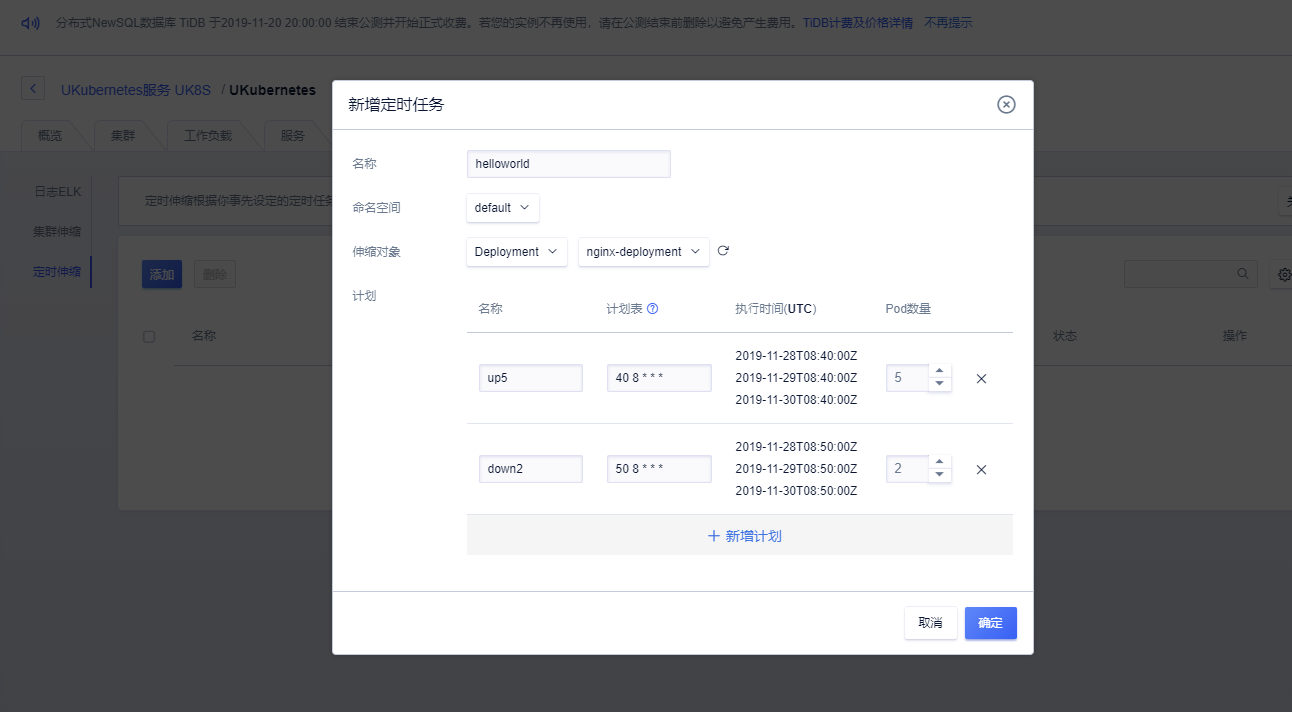 分布式NewSQL数据库 TiDB 于2019-11-20 20:00:00 结束公测并开始正式收费。若您的实例不再使用，请在公测结束前删除以避免产生费用。TiDB计费及价格详情 不再提示
UKubernetes服务 UK8S / UKubernetes
概览 集群 工作负载 服务
日志ELK
集群伸缩
定时伸缩
定时伸缩根据你事先设定的定时任务
添加 删除
名称 状态 操作
新增定时任务
名称 helloworld
命名空间 default
伸缩对象 Deployment nginx-deployment
计划
名称 计划表 执行时间(UTC) Pod数量
2019-11-28T08:40:00Z
up5 40 8 * * * 2019-11-29T08:40:00Z 5
2019-11-30T08:40:00Z
2019-11-28T08:50:00Z
down2 50 8 * * * 2019-11-29T08:50:00Z 2
2019-11-30T08:50:00Z
新增计划
取消 确定